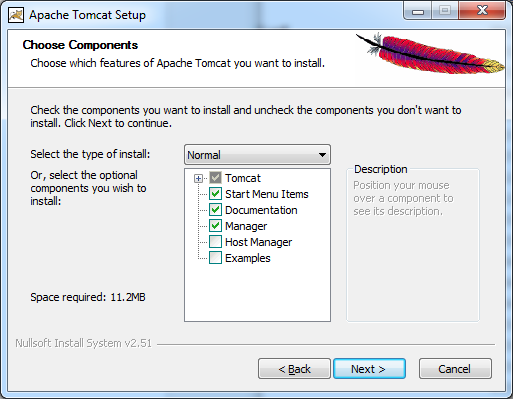 Apache Tomcat Setup
Choose Components
Choose which features of Apache Tomcat you want to install.
Check the components you want to install and uncheck the components you don't want to
install. Click Next to continue.
Select the type of install:
Normal
Or, select the optional
components you wish to
install:
Tomcat
Start Menu Items
Documentation
Manager
Host Manager
Examples
Description
Position your mouse
over a component to
see its description.
Space required: 11.2MB
Nullsoft Install System v2.51
< Back
Next >
Cancel